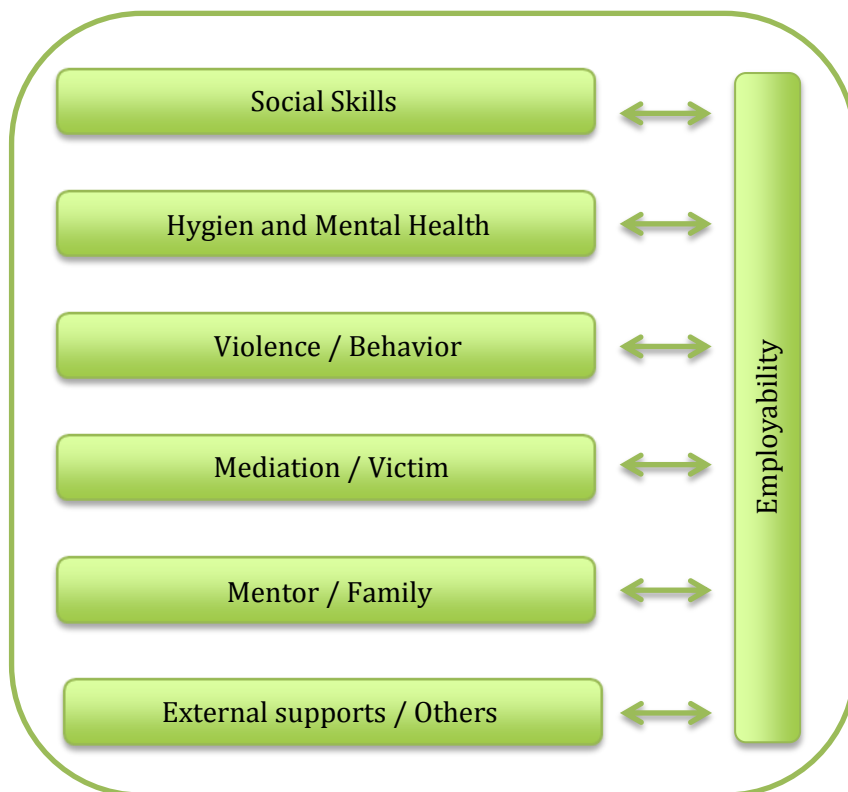 Social Skills
Hygien and Mental Health
Violence / Behavior
Mediation / Victim
Mentor / Family
External supports / Others
Employability